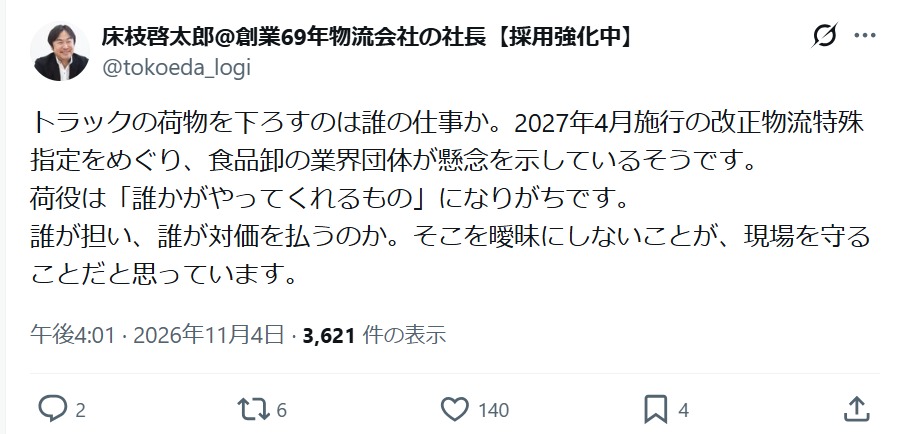 床枝啓太郎@創業69年物流会社の社長【採用強化中】
@tokoeda_logi
トラックの荷物を下ろすのは誰の仕事か。2027年4月施行の改正物流特殊
指定をめぐり、食品卸の業界団体が懸念を示しているそうです。
荷役は「誰かがやってくれるもの」になりがちです。
誰が担い、誰が対価を払うのか。そこを曖昧にしないことが、現場を守る
ことだと思っています。
午後4:01 · 2026年11月4日 · 3,621 件の表示
2 6 140 4